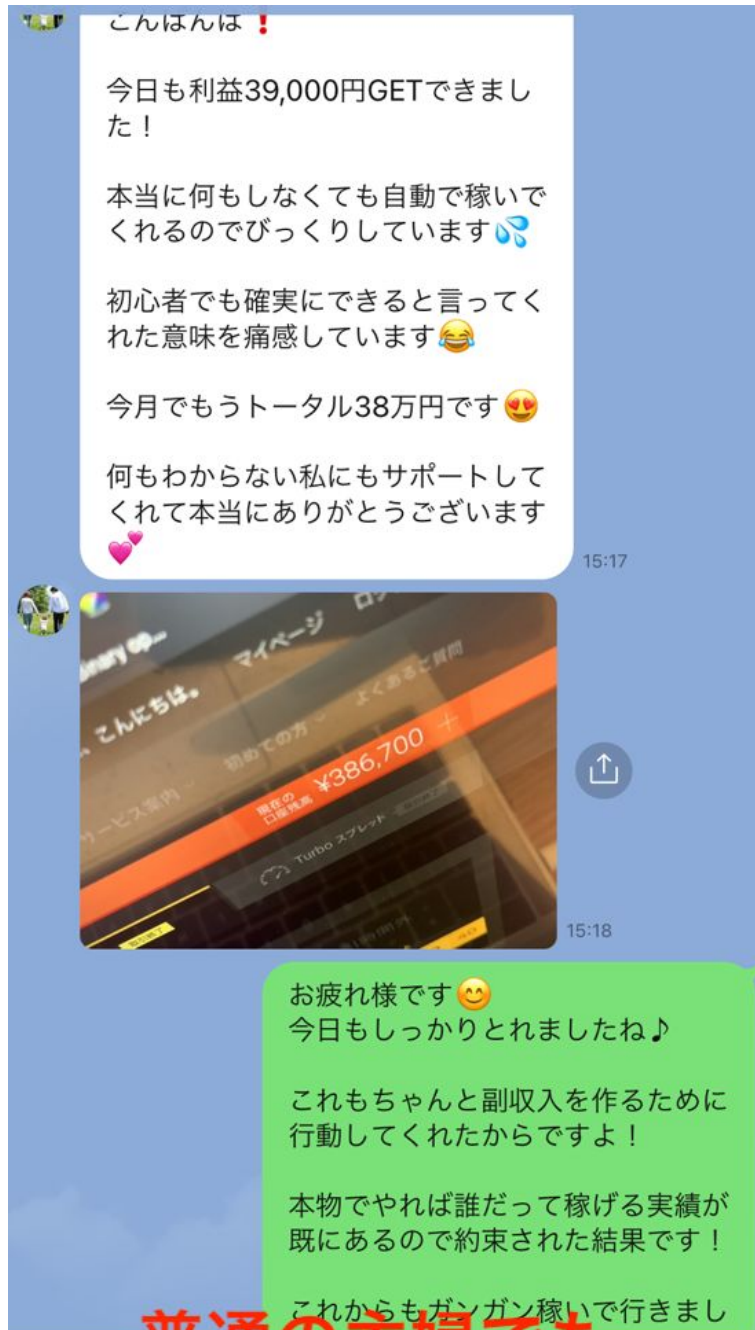 こんばんは❗
今日も利益39,000円GETできまし
た！
本当に何もしなくても自動で稼いで
くれるのでびっくりしています💦
初心者でも確実にできると言ってく
れた意味を痛感しています😂
今月でもうトータル38万円です😍
何もわからない私にもサポートして
くれて本当にありがとうございます
💕
15:17
マイページ
、こんにちは。
初めての方
よくあるご質問
サービス案内
現在の
口座残高
¥386,700 +
Turbo スプレッド
15:18
お疲れ様です😊
今日もしっかりとれましたね♪
これもちゃんと副収入を作るために
行動してくれたからですよ！
本物でやれば誰だって稼げる実績が
既にあるので約束された結果です！
これからもガンガン稼いで行きまし
普通の主婦でも